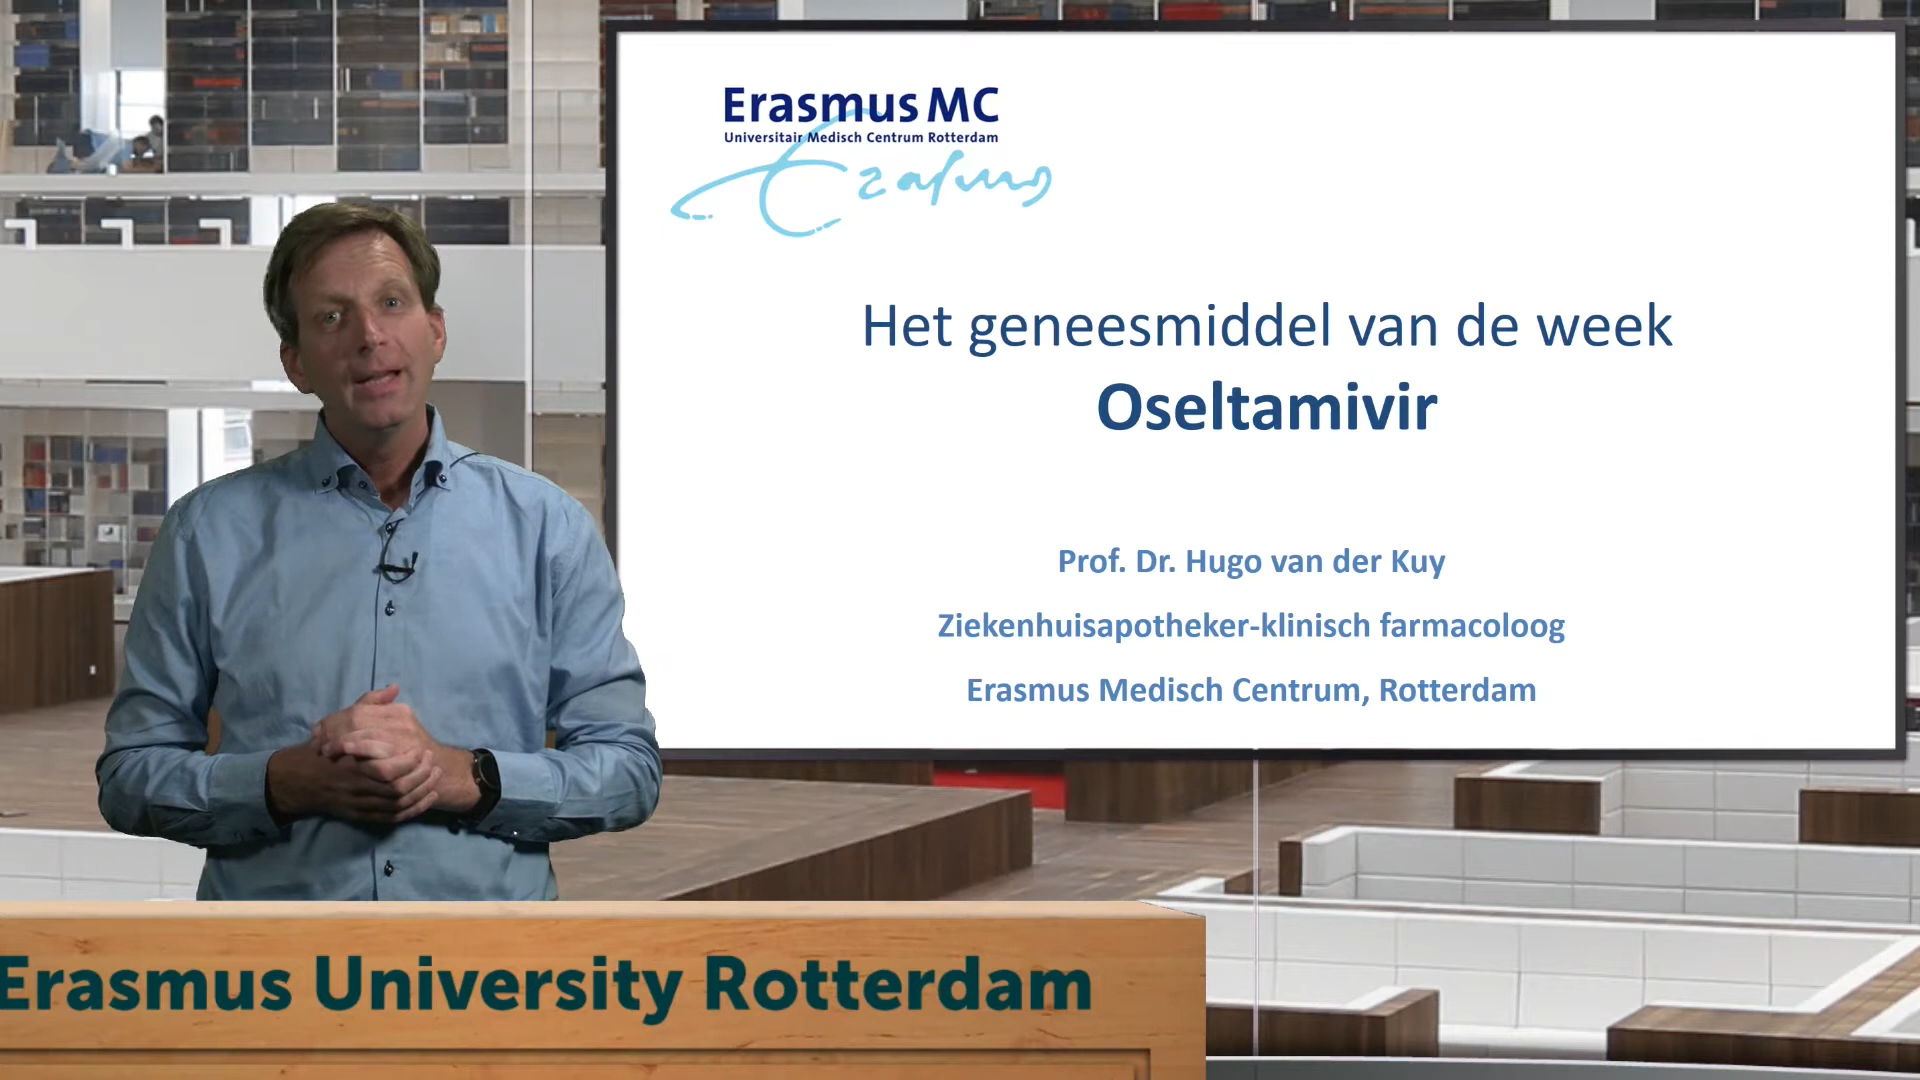 Erasmus MC
Universitair Medisch Centrum Rotterdam
Erasmus
Het geneesmiddel van de week
Oseltamivir
Prof. Dr. Hugo van der Kuy
Ziekenhuisapotheker-klinisch farmacoloog
Erasmus Medisch Centrum, Rotterdam
Erasmus University Rotterdam